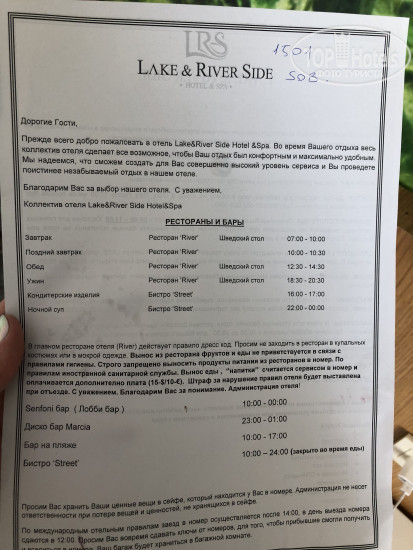 LRS
1501
LAKE & RIVER SIDE
SOB
• HOTEL & SPA •
TopHotels
Дорогие Гости,
Прежде всего добро пожаловать в отель Lake&River Side Hotel &Spa. Во время Вашего отдыха весь
коллектив отеля сделает все возможное, чтобы Ваш отдых был комфортным и максимально удобным.
Мы надеемся, что сможем создать для Вас совершенно высокий уровень сервиса и Вы проведете
поистинее незабываемый отдых в нашем отеле.
Благодарим Вас за выбор нашего отеля. С уважением.
Коллектив отеля Lake&River Side Hotel&Spa
РЕСТОРАНЫ И БАРЫ
Завтрак Ресторан 'River' Шведский стол 07:00 - 10:00
Поздний завтрак Ресторан 'River' 10:00 - 10:30
Обед Ресторан 'River' Шведский стол 12:30 - 14:30
Ужин Ресторан 'River' Шведский стол 18:30 - 20:30
Кондитерские изделия Бистро 'Street' 16:00 - 17:00
Ночной суп Бистро 'Street' 22:00 - 00:00
В главном ресторане отеля (River) действует правило дресс код. Просим не заходить в ресторан в купальных
костюмах или в мокрой одежде. Вынос из ресторана фруктов и еды не приветствуется в связи с
правилами гигиены. Строго запрещено выносить продукты питания из ресторанов в номер. По
правилам иностранной санитарной службы. Вынос еды , "напитки" считается сервисом в номер и
оплачивается дополнительно плата (15-$/10-€). Штраф за нарушение правил отеля будет выставлена
при отъезде. С уважением. Благодарим Вас за понимание. Администрация отеля!
Senfoni бар ( Лобби бар ) 10:00 - 00:00
Диско бар Marcia 23:00 - 01:00
Бар на пляже 10:00 - 17:00
Бистро 'Street' 10:00 – 24:00 (закрыто во время еды)
Просим Вас хранить Ваши ценные вещи в сейфе, который находится у Вас в номере. Администрация не несет
ответственности при потере вещей и ценностей, не хранящихся в сейфе.
По международным отельным правилам заезд в номер осуществляется после 14:00, в день выезда номер
сдаются в 12:00. Просим Вас вовремя сдавать ключи от номеров, для того, чтобы прибывшие смогли получить
Ваш багаж будет храниться в багажной комнате.